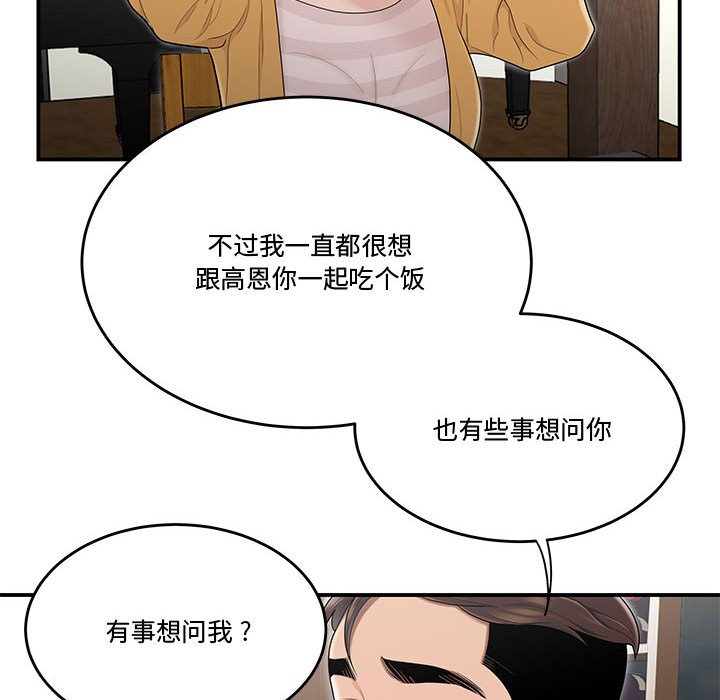 不过我一直都很想
跟高恩你一起吃个饭
也有些事想问你
有事想问我?